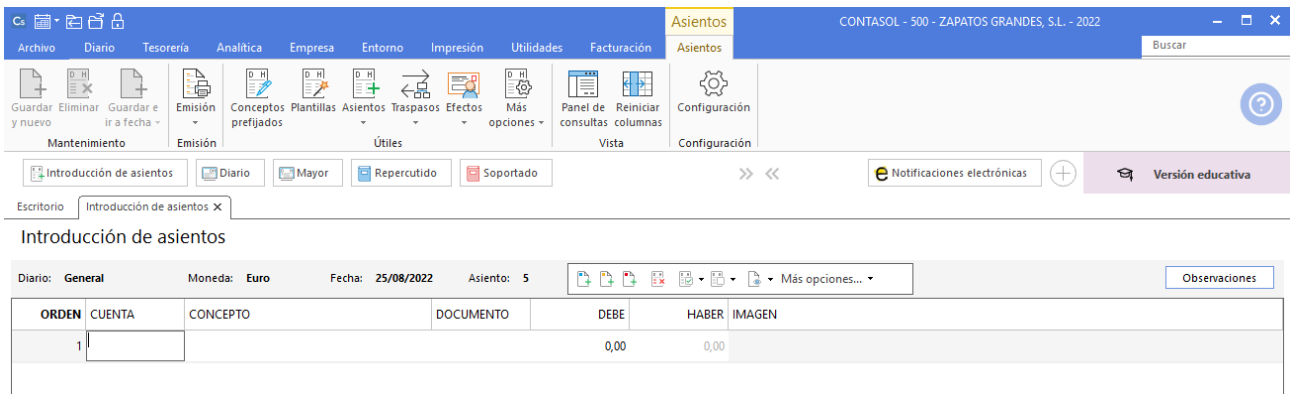 Cs
Asientos
CONTASOL - 500 - ZAPATOS GRANDES, S.L. - 2022
Archivo Diario Tesorería Analítica Empresa Entorno Impresión Utilidades Facturación Asientos
Buscar
Guardar y nuevo
Eliminar
Guardar e ir a fecha
Mantenimiento
Emisión
Emisión
Conceptos prefijados
Plantillas
Asientos
Traspasos
Efectos
Más opciones
Útiles
Panel de consultas
Reiniciar columnas
Vista
Configuración
Configuración
Introducción de asientos Diario Mayor Repercutido Soportado
Notificaciones electrónicas
Versión educativa
Escritorio Introducción de asientos X
Introducción de asientos
Diario: General Moneda: Euro Fecha: 25/08/2022 Asiento: 5 Más opciones... Observaciones
ORDEN CUENTA CONCEPTO DOCUMENTO DEBE HABER IMAGEN
1 0,00 0,00